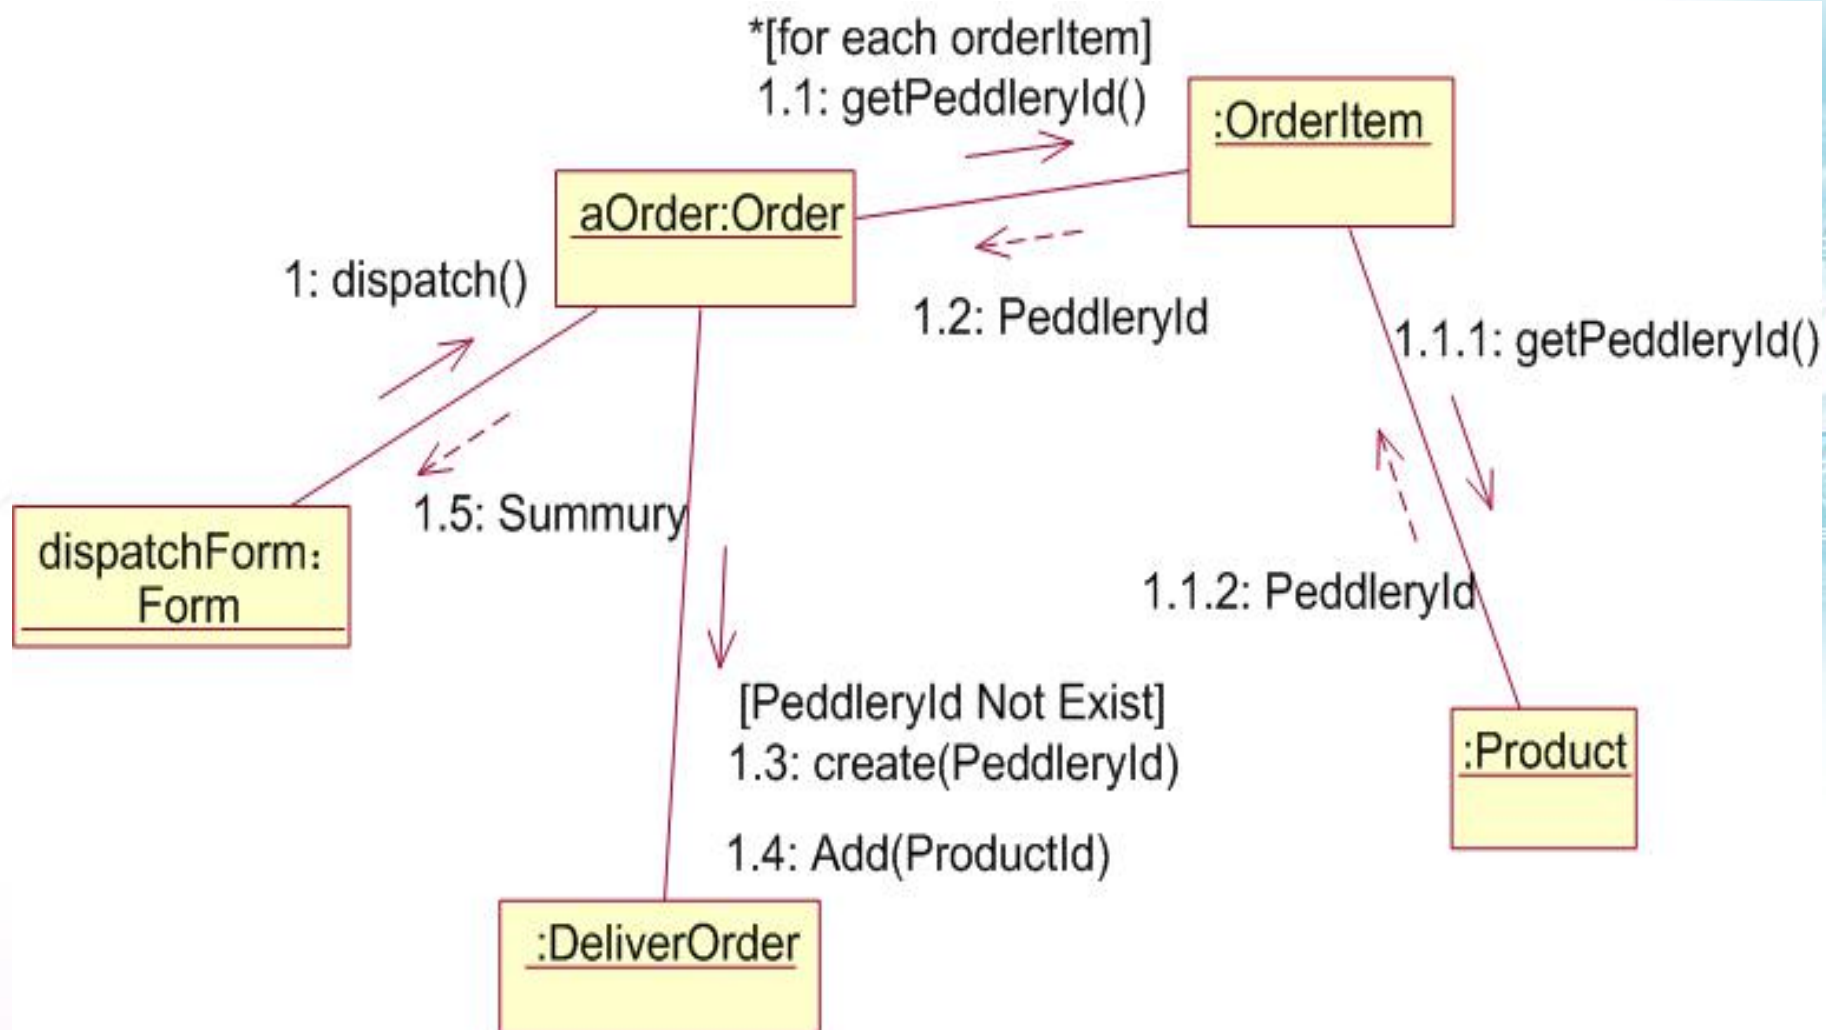 *[for each orderItem]
1.1: getPeddleryId()
:OrderItem
aOrder:Order
1: dispatch()
1.2: PeddleryId
1.1.1: getPeddleryId()
1.5: Summury
dispatchForm:
Form
1.1.2: PeddleryId
[PeddleryId Not Exist]
1.3: create(PeddleryId)
:Product
1.4: Add(ProductId)
:DeliverOrder